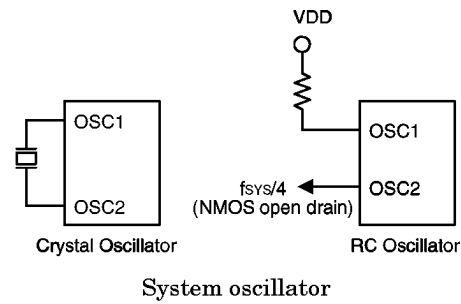 VDD
OSC1
OSC2
Crystal Oscillator
OSC1
fSYS/4
OSC2
(NMOS open drain)
RC Oscillator
System oscillator